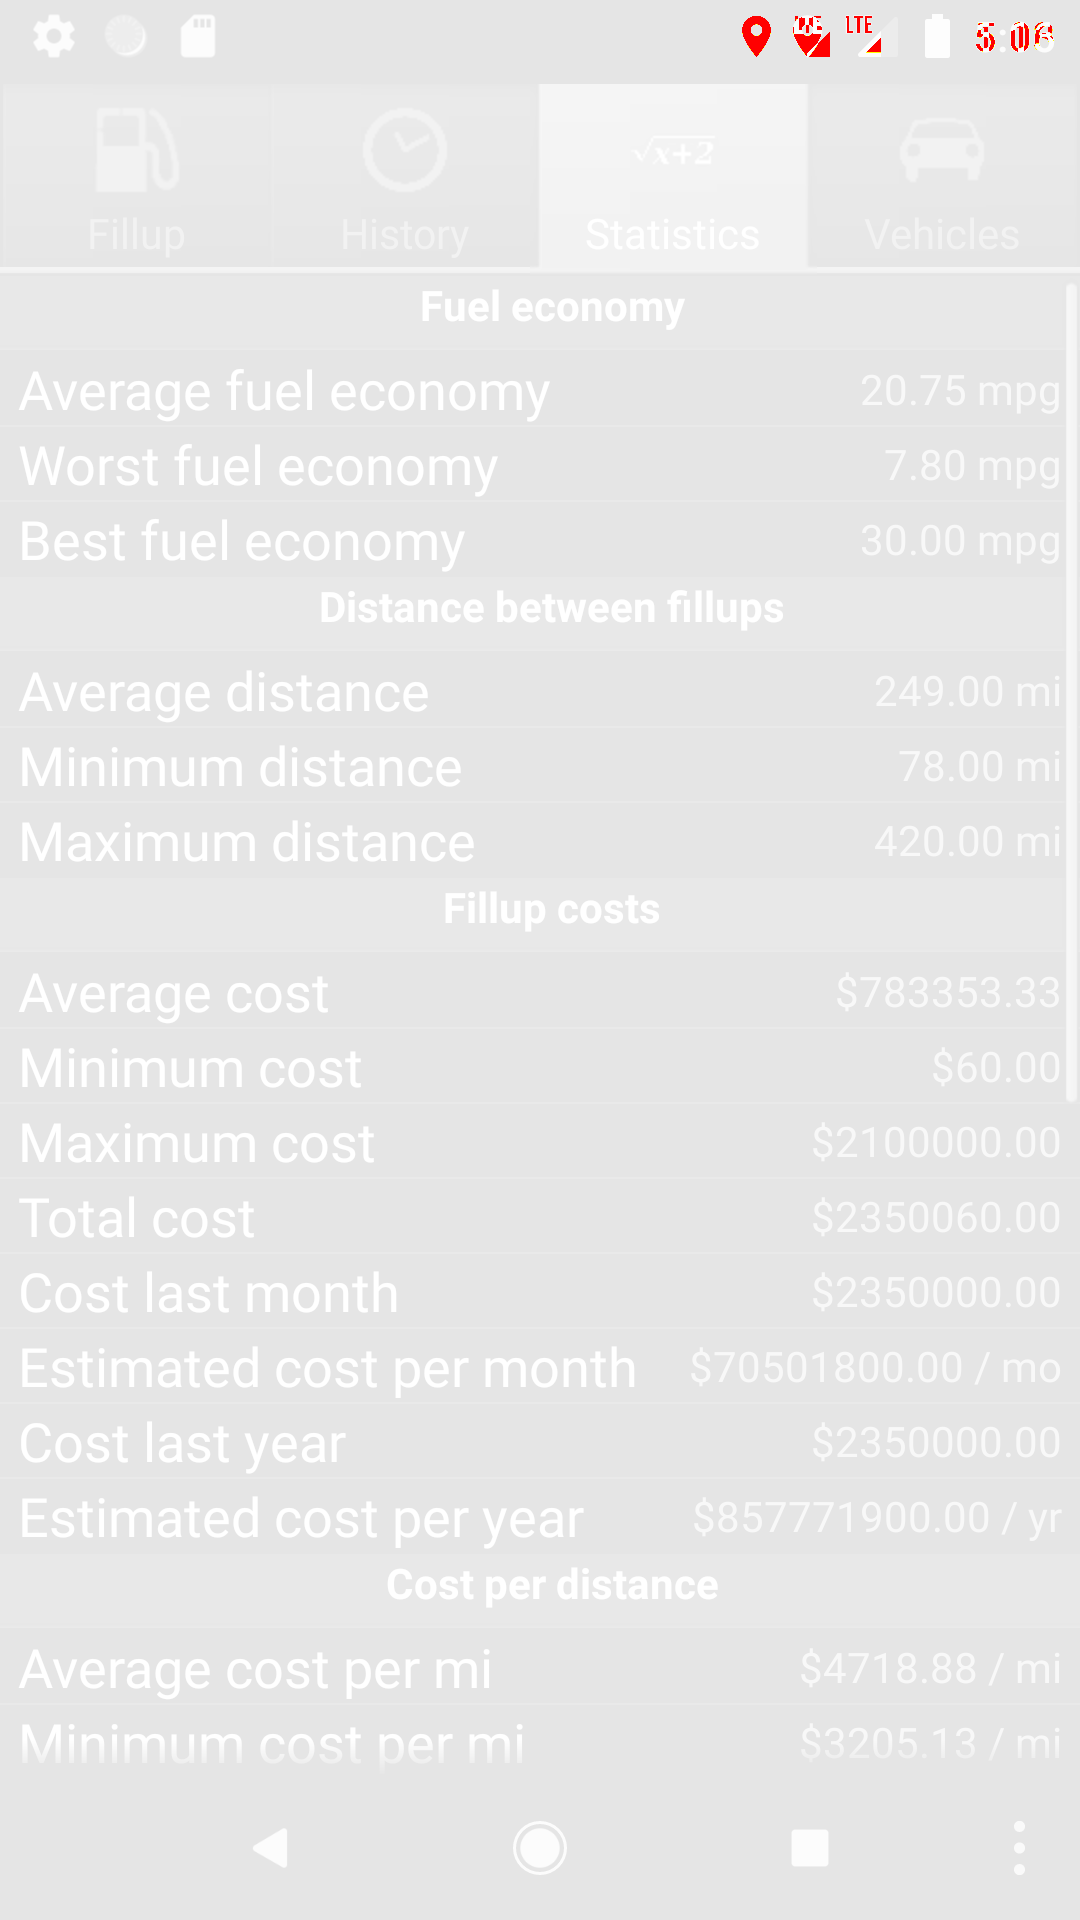 LTE LTE
Fillup History √x+2 Statistics Vehicles
Fuel economy
Average fuel economy 20.75 mpg
Worst fuel economy 7.80 mpg
Best fuel economy 30.00 mpg
Distance between fillups
Average distance 249.00 mi
Minimum distance 78.00 mi
Maximum distance 420.00 mi
Fillup costs
Average cost $783353.33
Minimum cost $60.00
Maximum cost $2100000.00
Total cost $2350060.00
Cost last month $2350000.00
Estimated cost per month $70501800.00 / mo
Cost last year $2350000.00
Estimated cost per year $857771900.00 / yr
Cost per distance
Average cost per mi $4718.88 / mi
Minimum cost per mi $3205.13 / mi